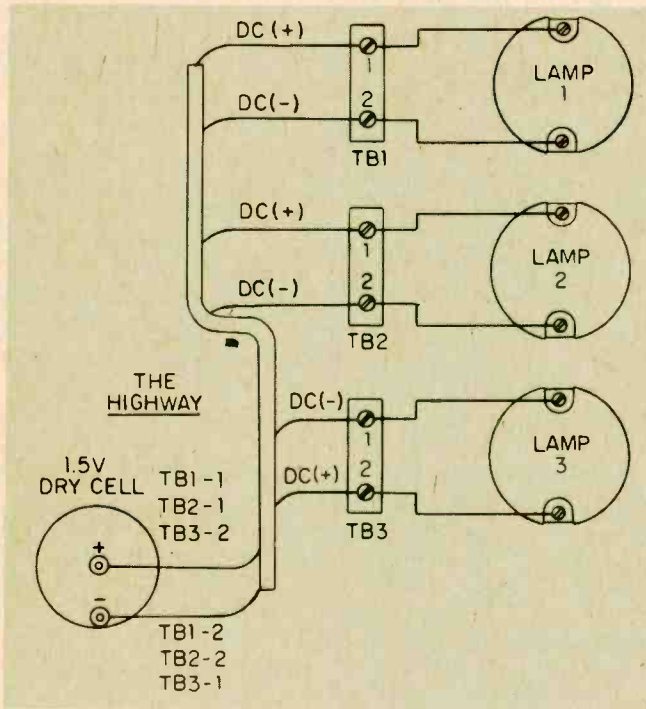 DC (+)
1
2
DC(-)
TB1
LAMP
1
DC(+)
1
2
DC(-)
TB2
LAMP
2
THE
HIGHWAY
DC(-)
1
2
DC(+)
TB3
LAMP
3
1.5V
DRY CELL
TB1-1
TB2-1
TB3-2
+
-
TB1-2
TB2-2
TB3-1